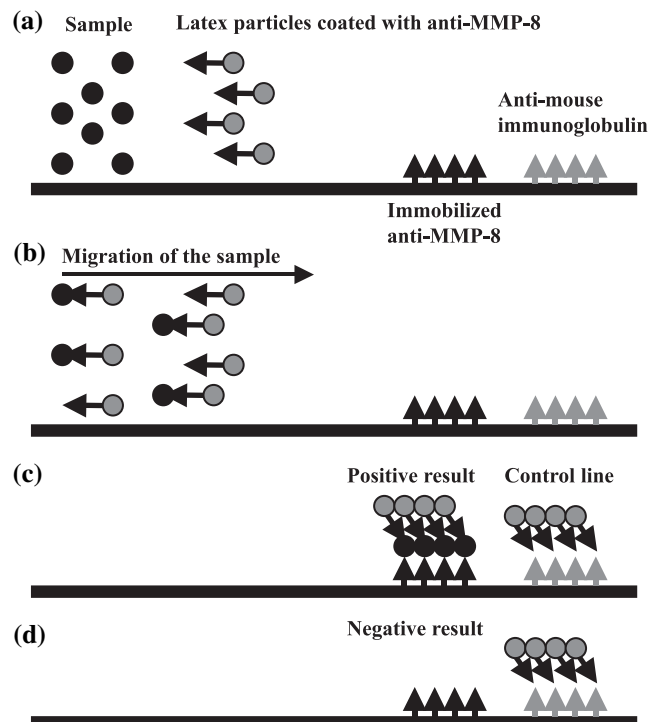 (a)
Sample
Latex particles coated with anti-MMP-8
Anti-mouse
immunoglobulin
Immobilized
anti-MMP-8
(b)
Migration of the sample
(c)
Positive result
Control line
(d)
Negative result